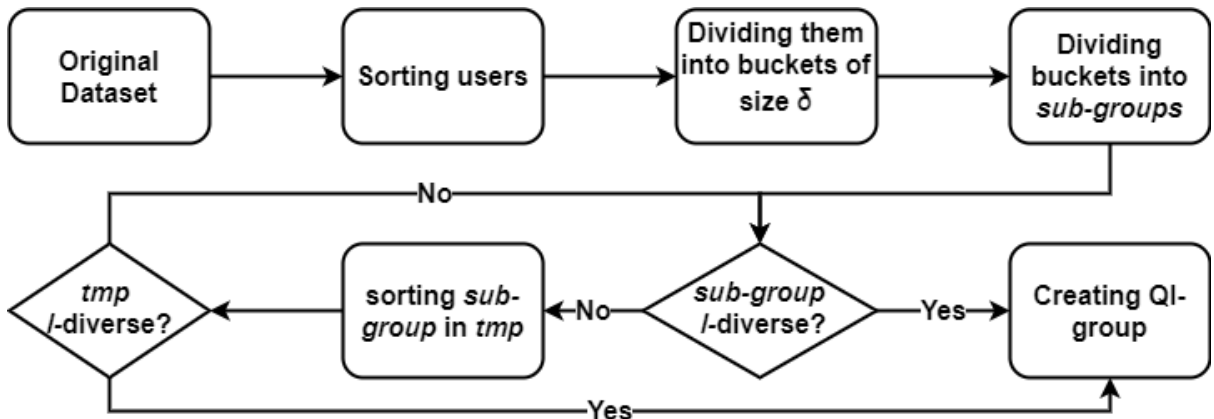 Original
Dataset
Sorting users
Dividing them
into buckets of
size δ
Dividing
buckets into
sub-groups
No
tmp
l-diverse?
sorting sub-
group in tmp
No
sub-group
l-diverse?
Yes
Creating QI-
group
Yes